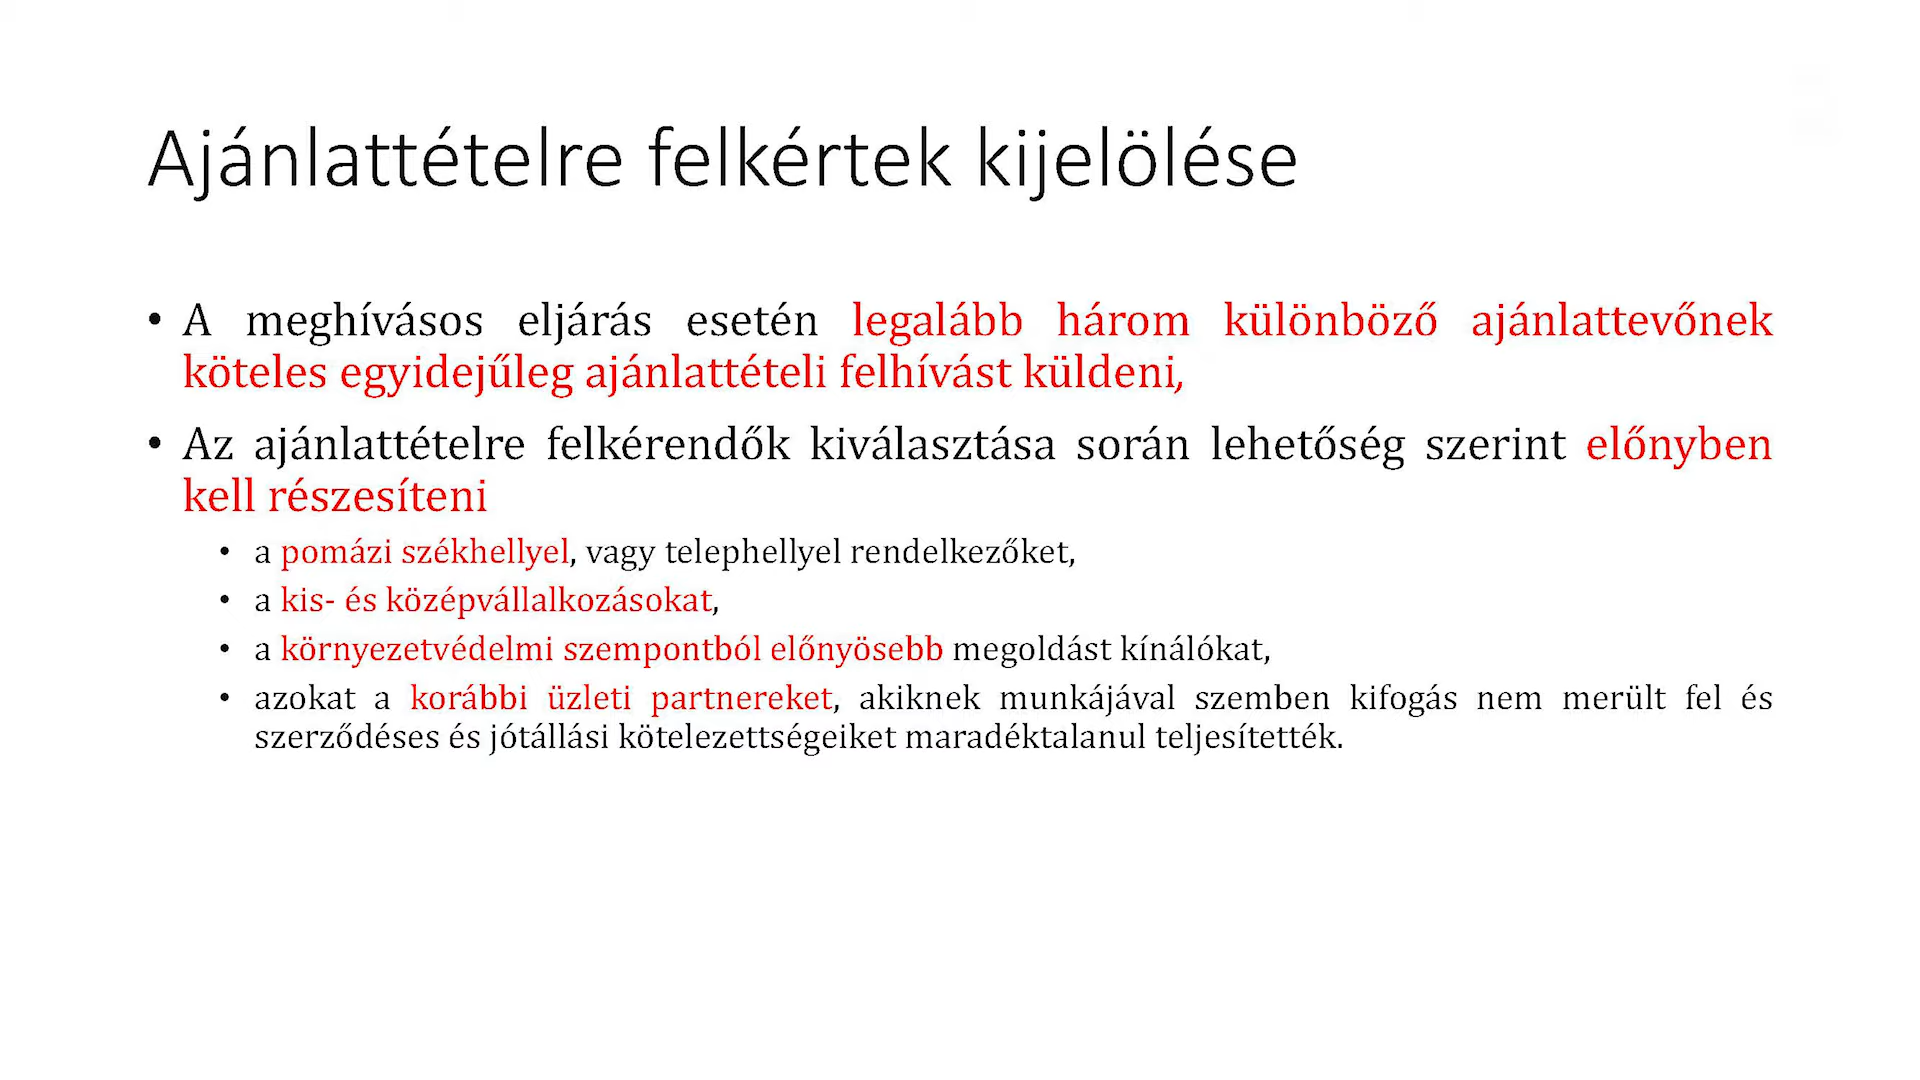 Ajánlattételre felkértek kijelölése
• A meghívásos eljárás esetén legalább három különböző ajánlattevőnek
köteles egyidejűleg ajánlattételi felhívást küldeni,
• Az ajánlattételre felkérendők kiválasztása során lehetőség szerint előnyben
kell részesíteni
• a pomázi székhellyel, vagy telephellyel rendelkezőket,
• a kis- és középvállalkozásokat,
• a környezetvédelmi szempontból előnyösebb megoldást kínálókat,
• azokat a korábbi üzleti partnereket, akiknek munkájával szemben kifogás nem merült fel és
szerződéses és jótállási kötelezettségeiket maradéktalanul teljesítették.